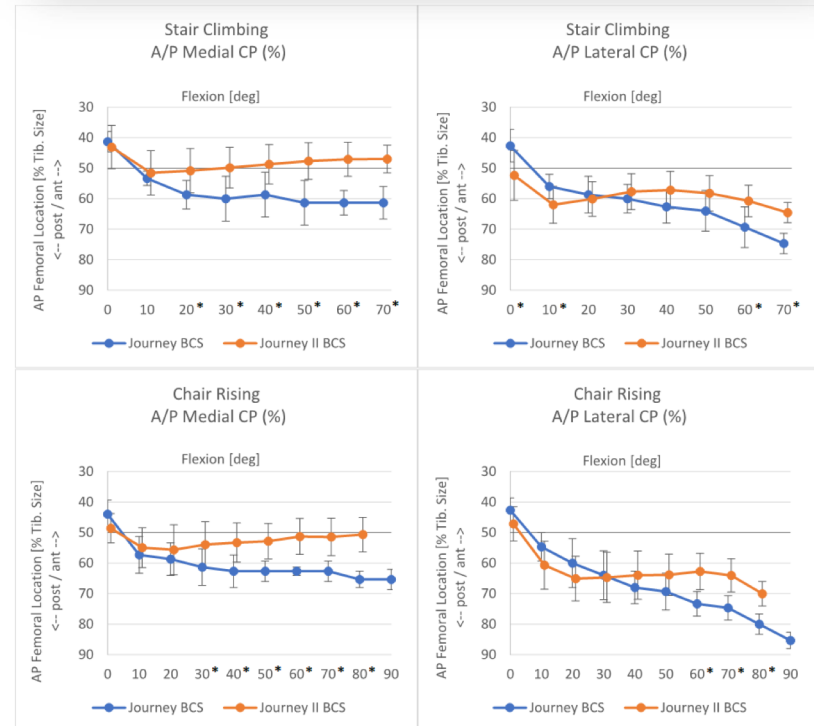 Stair Climbing
A/P Medial CP (%)
Flexion [deg]
AP Femoral Location [% Tib. Size]
<-- post / ant -->
30
40
50
60
70
80
90
0 10 20* 30* 40* 50* 60* 70*
Journey BCS Journey II BCS
Stair Climbing
A/P Lateral CP (%)
Flexion [deg]
AP Femoral Location [% Tib. Size]
<-- post / ant -->
30
40
50
60
70
80
90
0* 10* 20 30 40 50 60* 70*
Journey BCS Journey II BCS
Chair Rising
A/P Medial CP (%)
Flexion [deg]
AP Femoral Location [% Tib. Size]
<-- post / ant -->
30
40
50
60
70
80
90
0 10 20 30* 40* 50* 60* 70* 80* 90
Journey BCS Journey II BCS
Chair Rising
A/P Lateral CP (%)
Flexion [deg]
AP Femoral Location [% Tib. Size]
<-- post / ant -->
30
40
50
60
70
80
90
0 10 20 30 40 50 60* 70* 80* 90
Journey BCS Journey II BCS